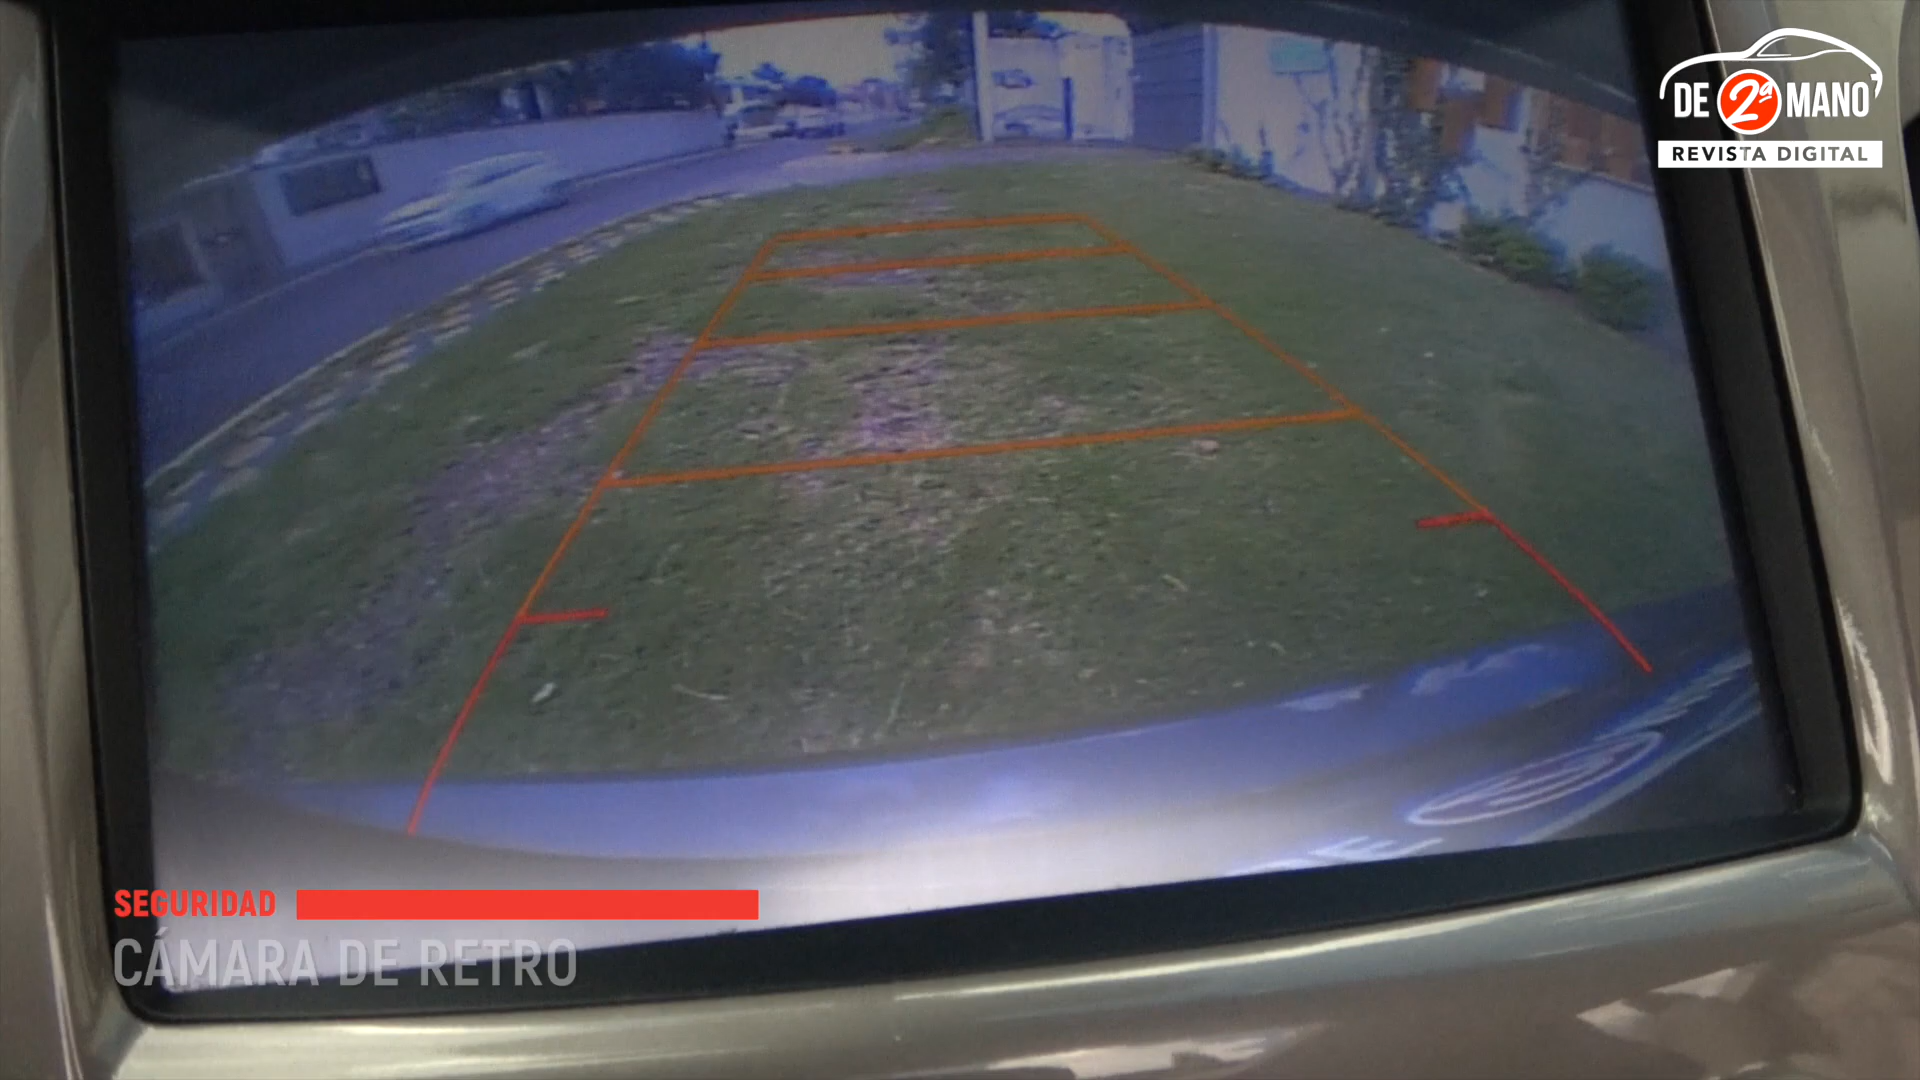 DE 2ª MANO
REVISTA DIGITAL
SEGURIDAD
CÁMARA DE RETRO